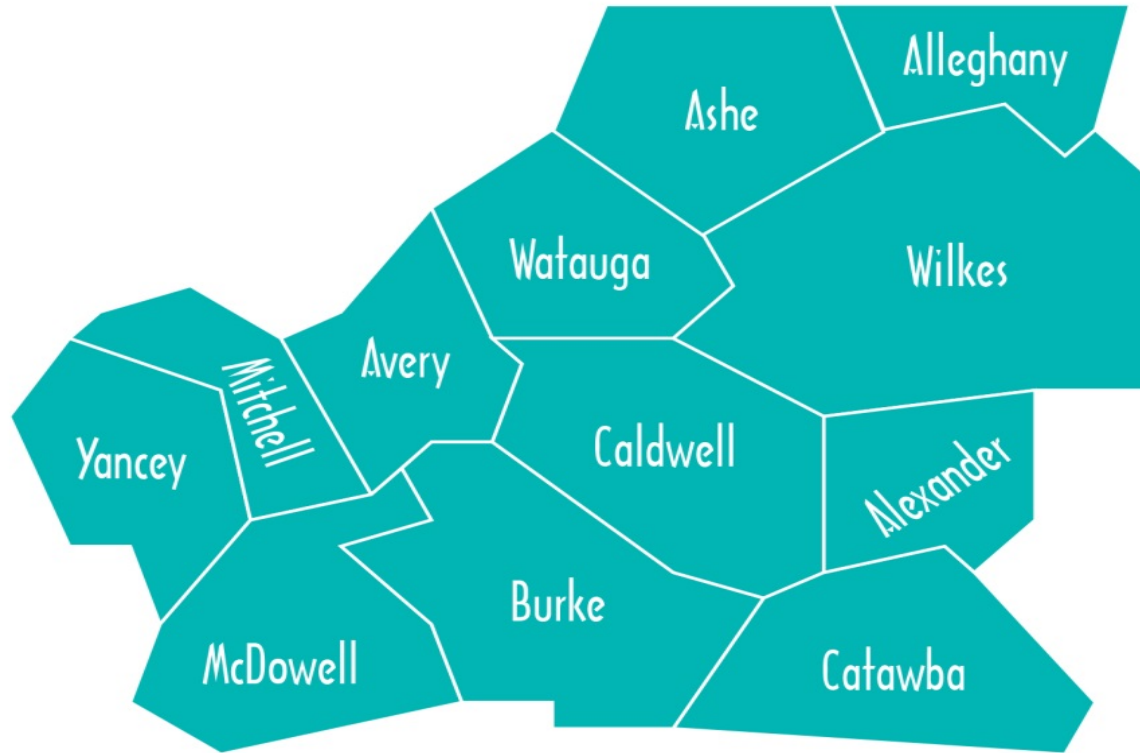 Alleghany
Ashe
Watauga
Wilkes
Avery
Mitchell
Yancey
Caldwell
Alexander
Burke
McDowell
Catawba